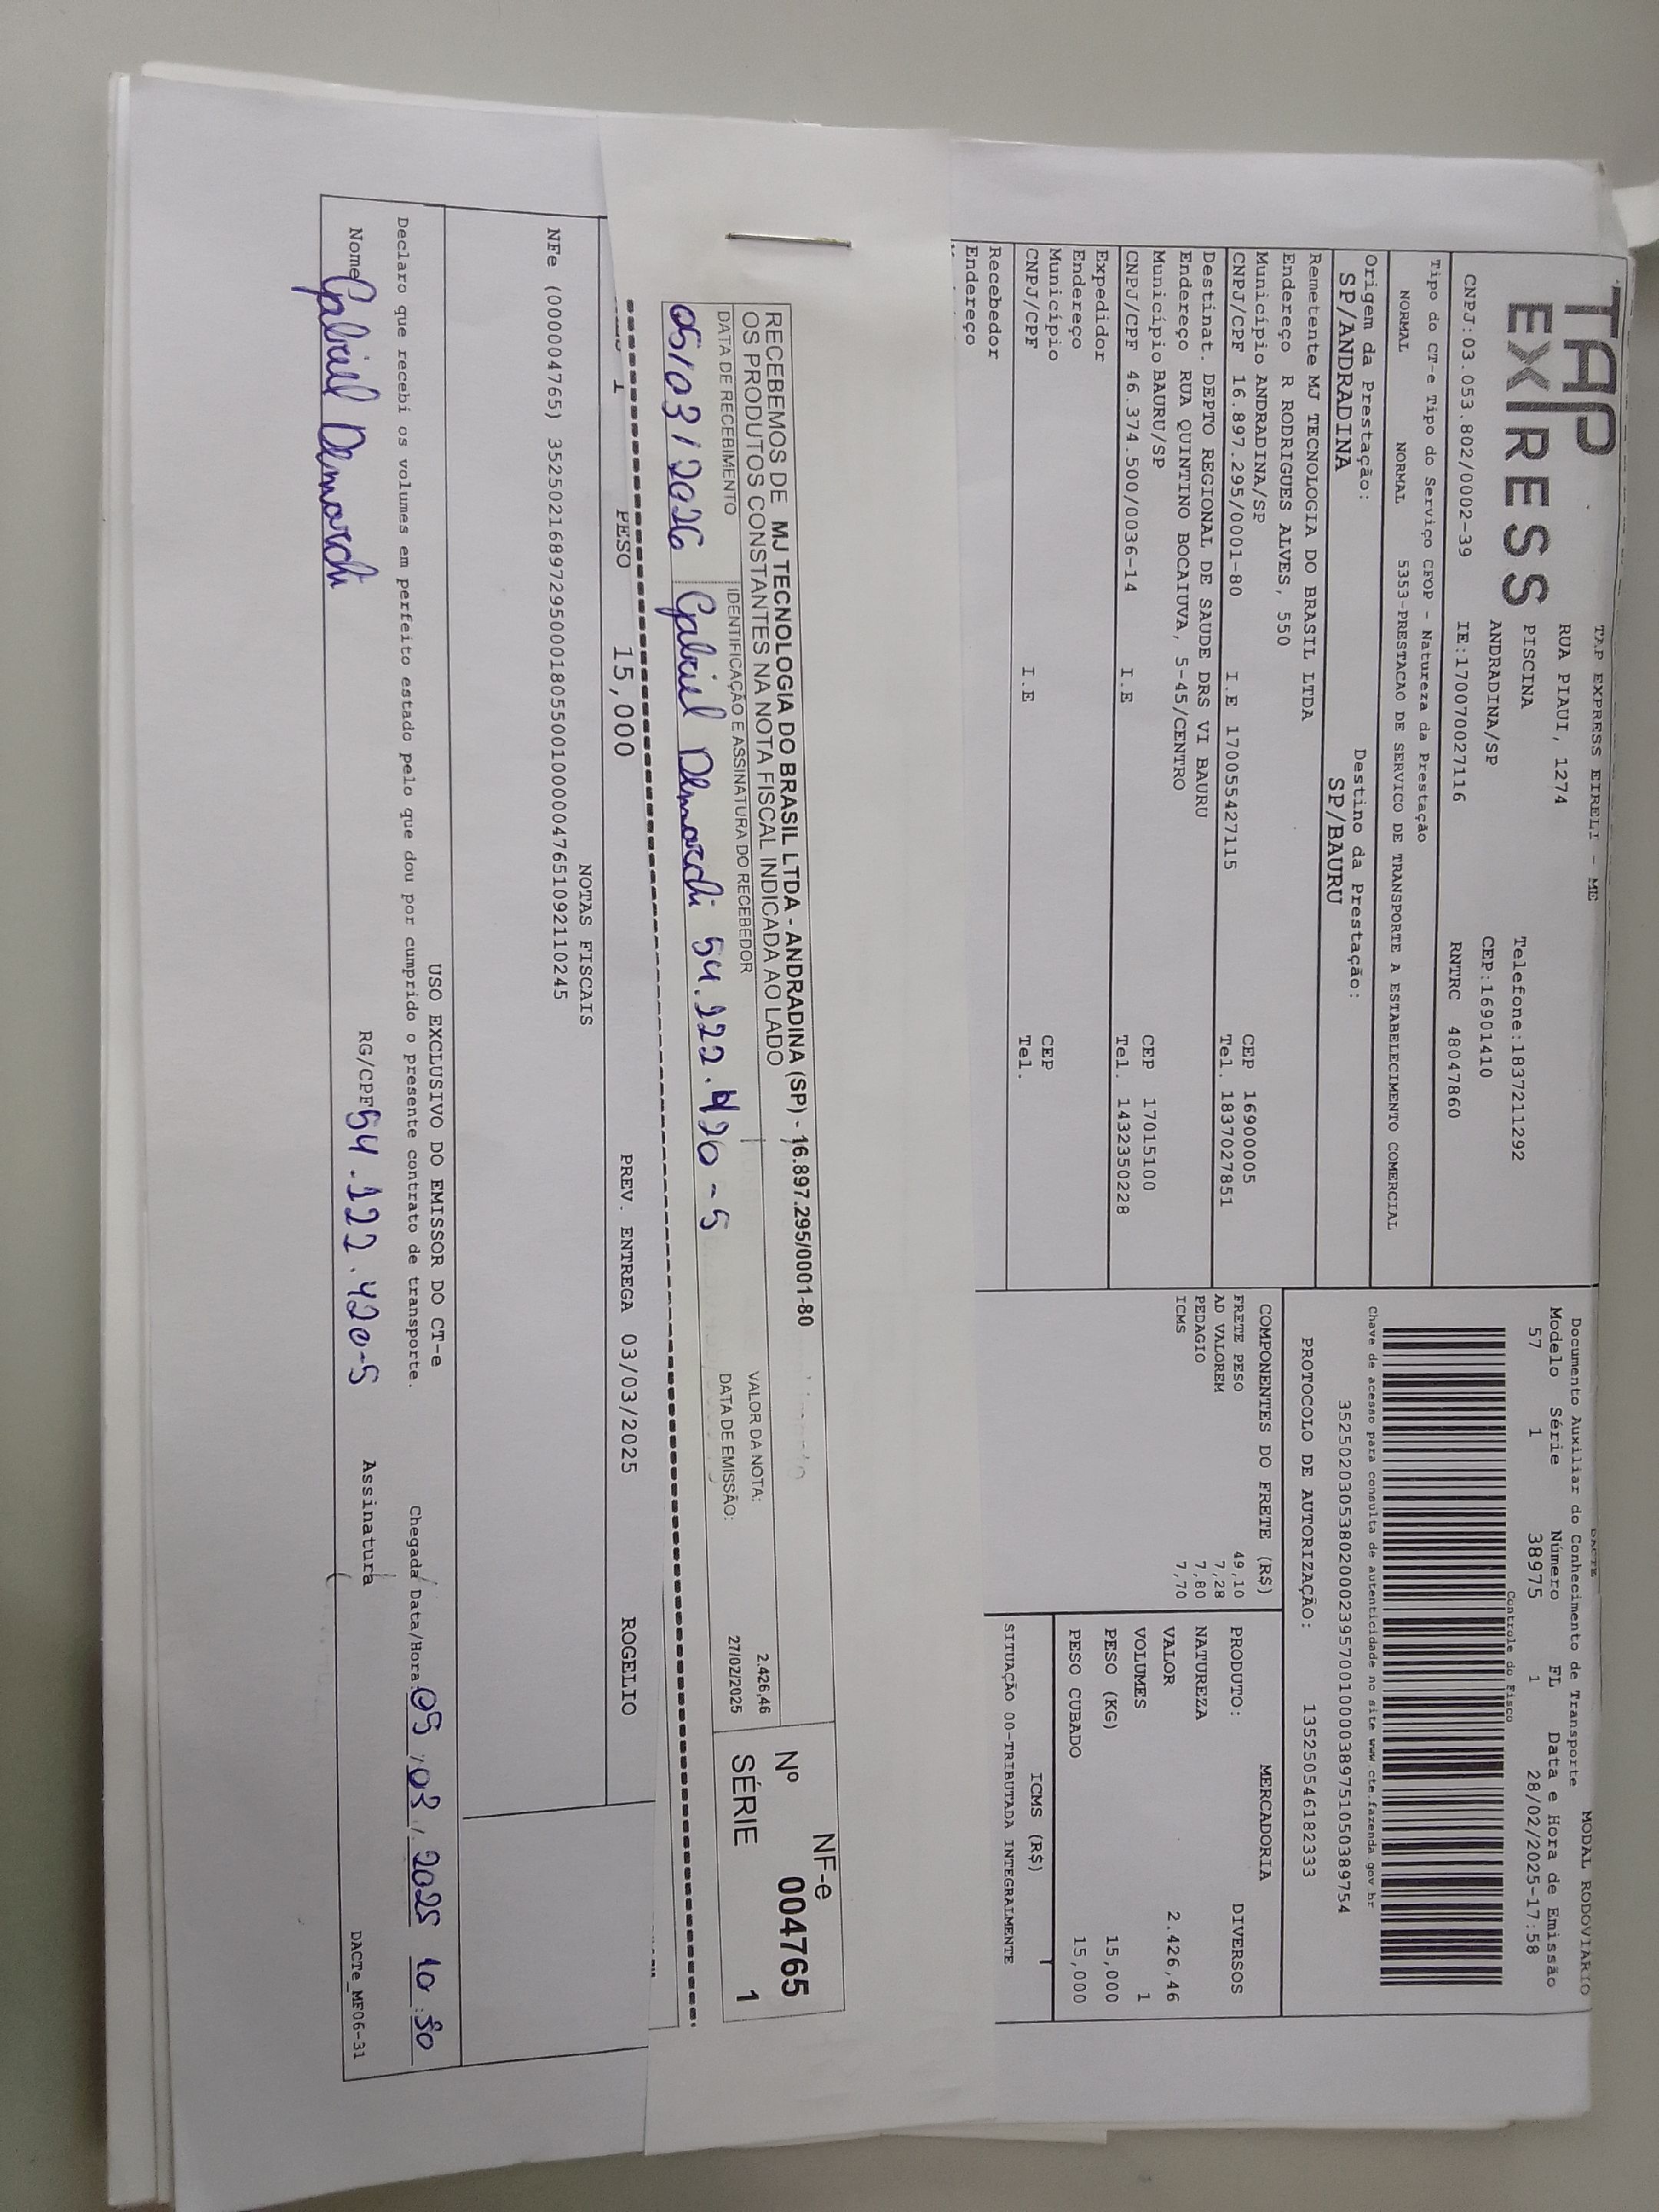 TAP
EXPRESS
TAP EXPRESS EIRELI - ME
RUA PIAUI, 1274
PISCINA Telefone:1837211292
ANDRADINA/SP CEP:16901410
CNPJ:03.053.802/0002-39 IE:170070027116 RNTRC 48047860
Tipo do CT-e Tipo do Serviço CFOP - Natureza da Prestação
NORMAL NORMAL 5353-PRESTACAO DE SERVICO DE TRANSPORTE A ESTABELECIMENTO COMERCIAL
Origem da Prestação: Destino da Prestação:
SP/ANDRADINA SP/BAURU
Remetente MJ TECNOLOGIA DO BRASIL LTDA
Endereço R RODRIGUES ALVES, 550
Município ANDRADINA/SP CEP 16900005
CNPJ/CPF 16.897.295/0001-80 I.E 170055427115 Tel. 1837027851
Destinat. DEPTO REGIONAL DE SAUDE DRS VI BAURU
Endereço RUA QUINTINO BOCAIUVA, 5-45/CENTRO
Município BAURU/SP CEP 17015100
CNPJ/CPF 46.374.500/0036-14 I.E Tel. 1432350228
Expedidor
Endereço
Município CEP
CNPJ/CPF I.E Tel.
Recebedor
Endereço
MODAL RODOVIÁRIO
Documento Auxiliar do Conhecimento de Transporte
Modelo Série Número FL Data e Hora de Emissão
57 1 38975 1 28/02/2025-17:58
Controle do Fisco
Chave de acesso para consulta de autenticidade no site www.cte.fazenda.gov.br
35250203053802000239570010000389751050389754
PROTOCOLO DE AUTORIZAÇÃO: 135250546182333
COMPONENTES DO FRETE (R$)
FRETE PESO 49,10
AD VALOREM 7,28
PEDAGIO 7,80
ICMS 7,70
MERCADORIA
PRODUTO: DIVERSOS
NATUREZA
VALOR 2.426,46
VOLUMES 1
PESO (KG) 15,000
PESO CUBADO 15,000
ICMS (R$)
SITUAÇÃO 00-TRIBUTADA INTEGRALMENTE
RECEBEMOS DE MJ TECNOLOGIA DO BRASIL LTDA - ANDRADINA (SP) - 16.897.295/0001-80
OS PRODUTOS CONSTANTES NA NOTA FISCAL INDICADA AO LADO
VALOR DA NOTA: 2.426,46
DATA DE EMISSÃO: 27/02/2025
DATA DE RECEBIMENTO IDENTIFICAÇÃO E ASSINATURA DO RECEBEDOR
05/03/2026 Gabriel Demarchi 54.122.420-5
NF-e
Nº 004765
SÉRIE 1
PESO 15,000 PREV. ENTREGA 03/03/2025 ROGELIO
NOTAS FISCAIS
NFe (000004765) 35250216897295000180550010000047651092110245
USO EXCLUSIVO DO EMISSOR DO CT-e
Declaro que recebi os volumes em perfeito estado pelo que dou por cumprido o presente contrato de transporte. Chegada Data/Hora: 05/03/2025 10:30
Nome Gabriel Demarchi RG/CPF 54.122.420-5 Assinatura
DACTe_MF06-31